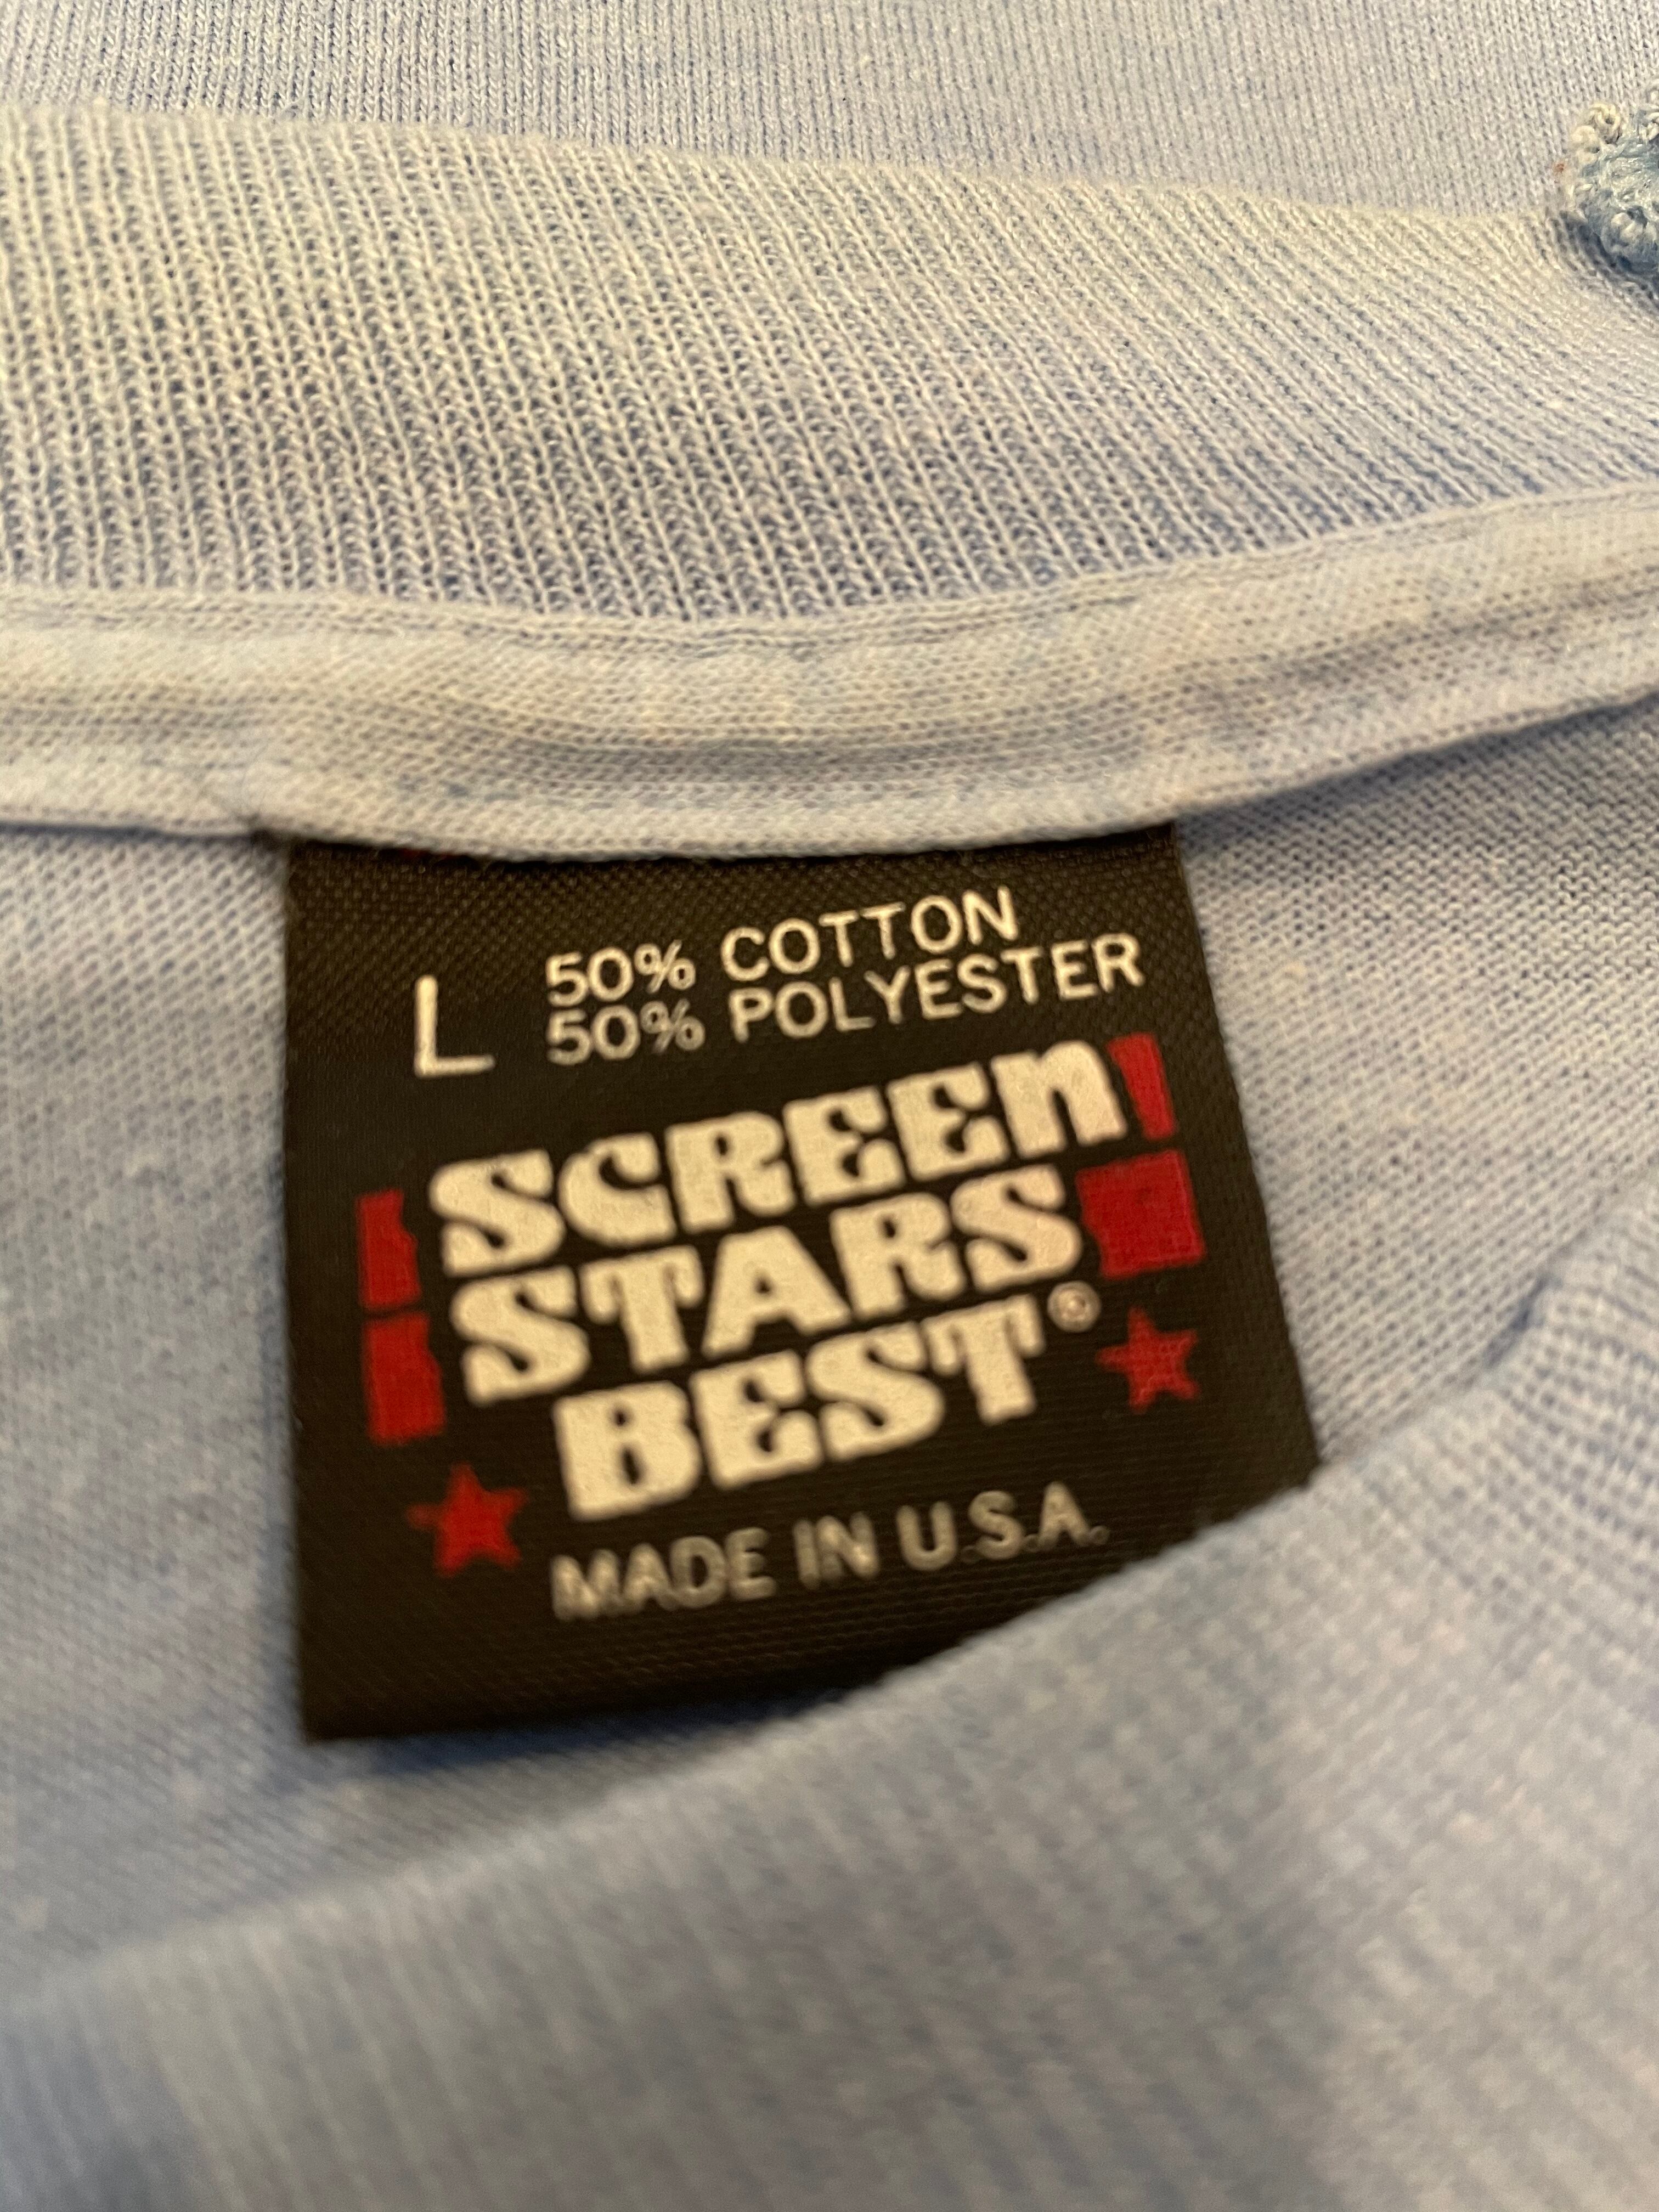 L 50% COTTON
50% POLYESTER
SCREEN
STARS
BEST®
MADE IN U.S.A.